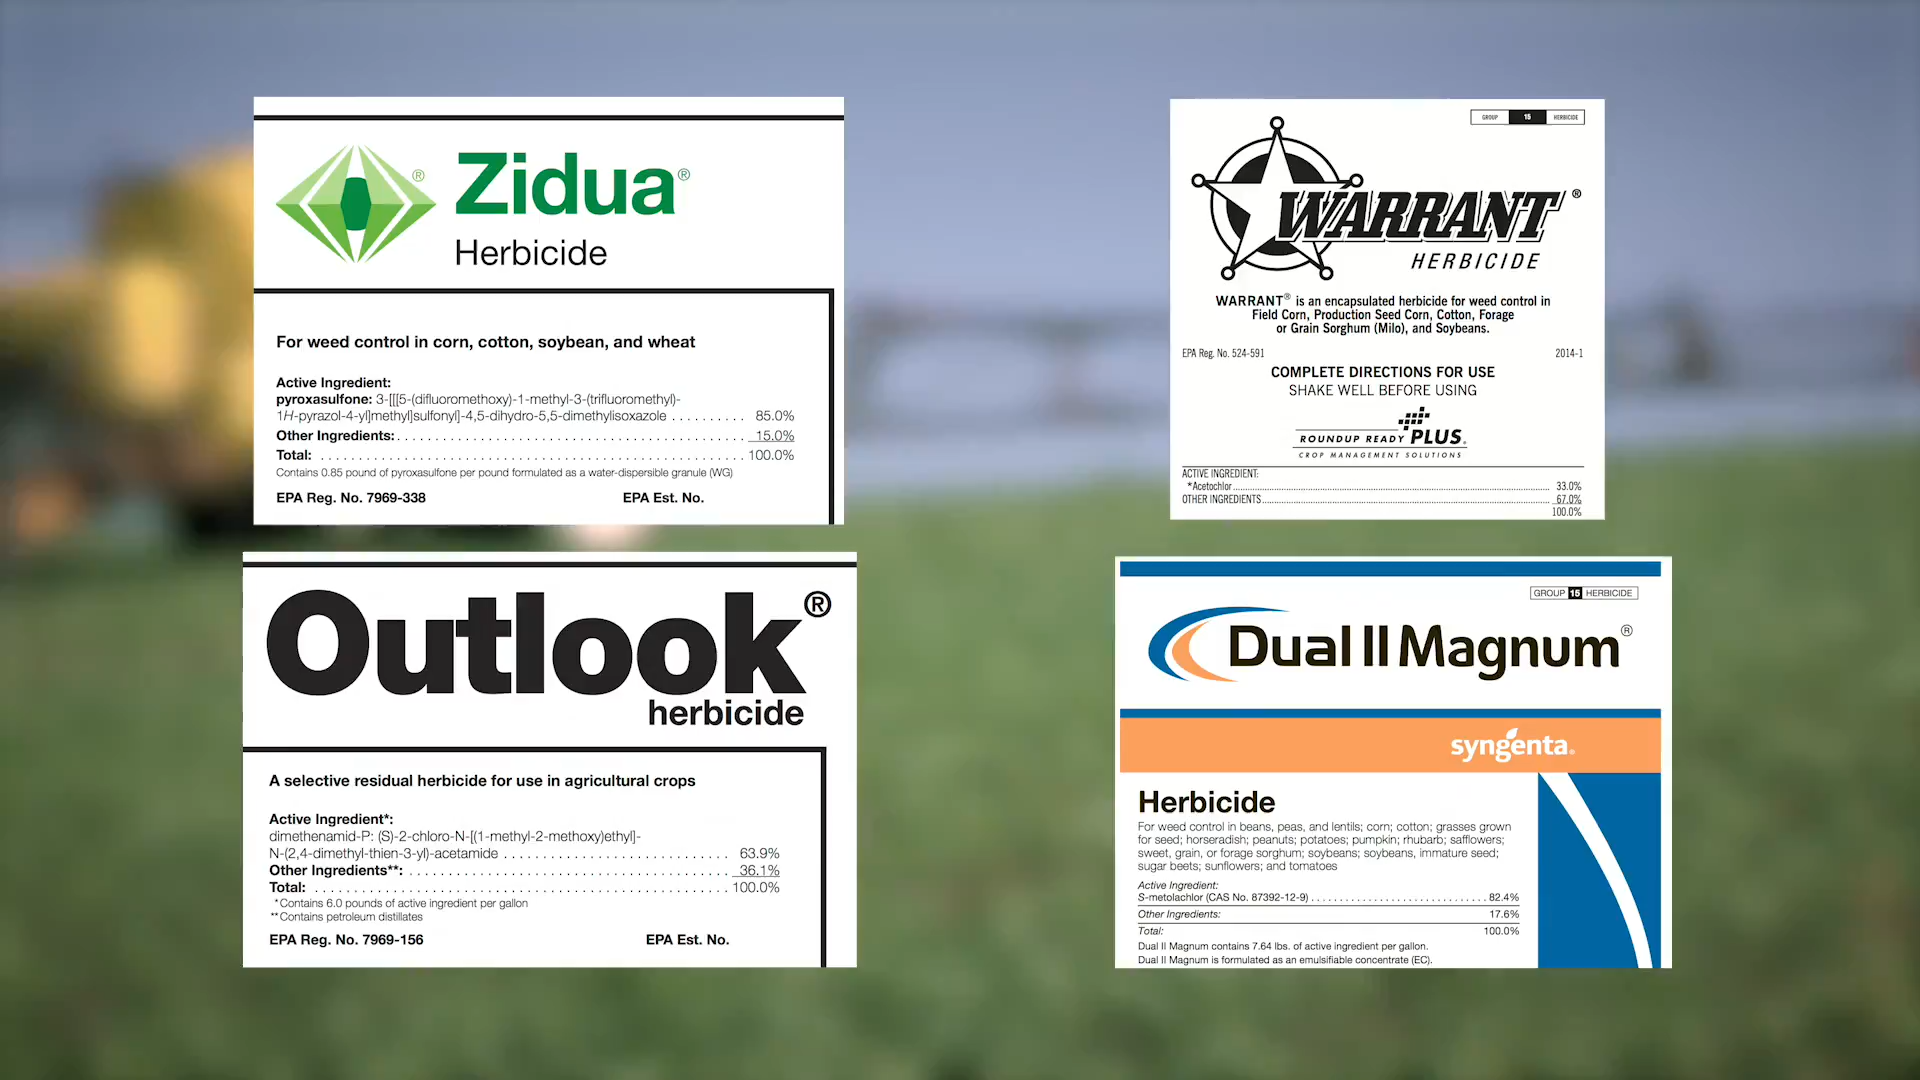 Zidua®
Herbicide
For weed control in corn, cotton, soybean, and wheat
Active Ingredient:
pyroxasulfone: 3-[[[5-(difluoromethoxy)-1-methyl-3-(trifluoromethyl)-
1H-pyrazol-4-yl]methyl]sulfonyl]-4,5-dihydro-5,5-dimethylisoxazole . . . . . . . . . . 85.0%
Other Ingredients: . . . . . . . . . . 15.0%
Total: . . . . . . . . . . 100.0%
Contains 0.85 pound of pyroxasulfone per pound formulated as a water-dispersible granule (WG)
EPA Reg. No. 7969-338 EPA Est. No.
GROUP 15 HERBICIDE
WARRANT®
HERBICIDE
WARRANT® is an encapsulated herbicide for weed control in
Field Corn, Production Seed Corn, Cotton, Forage
or Grain Sorghum (Milo), and Soybeans.
EPA Reg. No. 524-591 2014-1
COMPLETE DIRECTIONS FOR USE
SHAKE WELL BEFORE USING
ROUNDUP READY PLUS®
CROP MANAGEMENT SOLUTIONS
ACTIVE INGREDIENT:
*Acetochlor .......... 33.0%
OTHER INGREDIENTS .......... 67.0%
100.0%
Outlook®
herbicide
A selective residual herbicide for use in agricultural crops
Active Ingredient*:
dimethenamid-P: (S)-2-chloro-N-[(1-methyl-2-methoxy)ethyl]-
N-(2,4-dimethyl-thien-3-yl)-acetamide . . . . . . . . . . 63.9%
Other Ingredients**: . . . . . . . . . . 36.1%
Total: . . . . . . . . . . 100.0%
*Contains 6.0 pounds of active ingredient per gallon
**Contains petroleum distillates
EPA Reg. No. 7969-156 EPA Est. No.
GROUP 15 HERBICIDE
Dual II Magnum®
syngenta®
Herbicide
For weed control in beans, peas, and lentils; corn; cotton; grasses grown
for seed; horseradish; peanuts; potatoes; pumpkin; rhubarb; safflowers;
sweet, grain, or forage sorghum; soybeans; soybeans, immature seed;
sugar beets; sunflowers; and tomatoes
Active Ingredient:
S-metolachlor (CAS No. 87392-12-9) . . . . . . . . . . 82.4%
Other Ingredients: 17.6%
Total: 100.0%
Dual II Magnum contains 7.64 lbs. of active ingredient per gallon.
Dual II Magnum is formulated as an emulsifiable concentrate (EC).